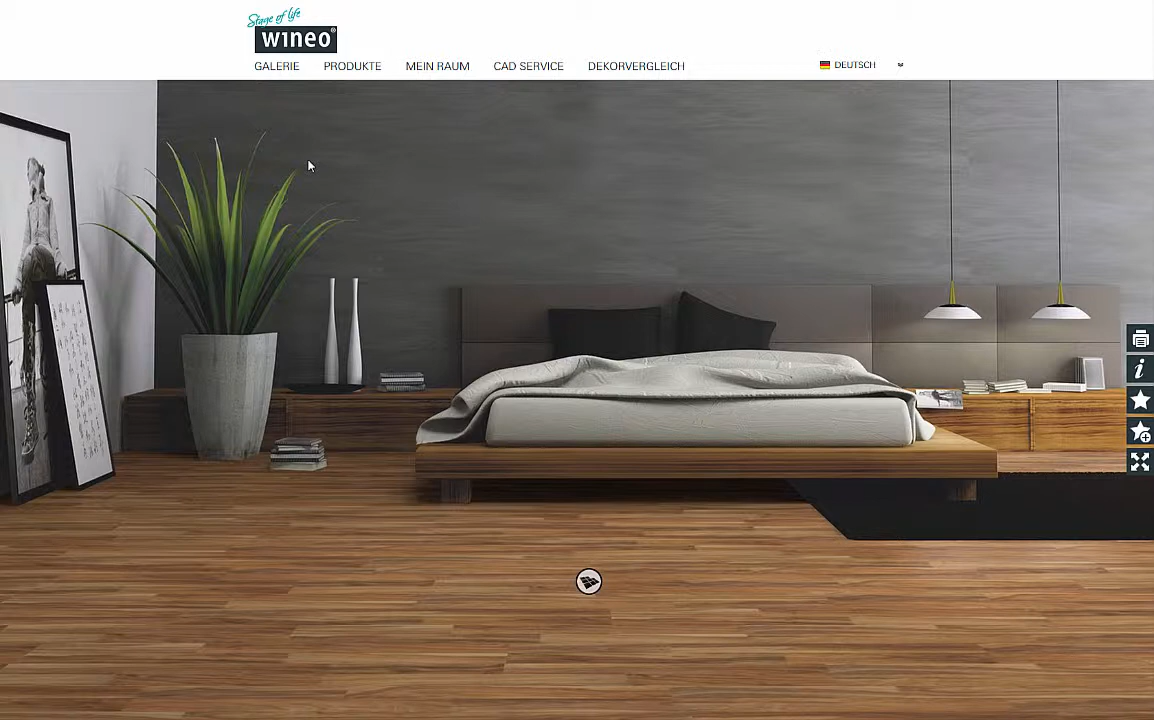 Stage of life
wineo®
GALERIE PRODUKTE MEIN RAUM CAD SERVICE DEKORVERGLEICH DEUTSCH